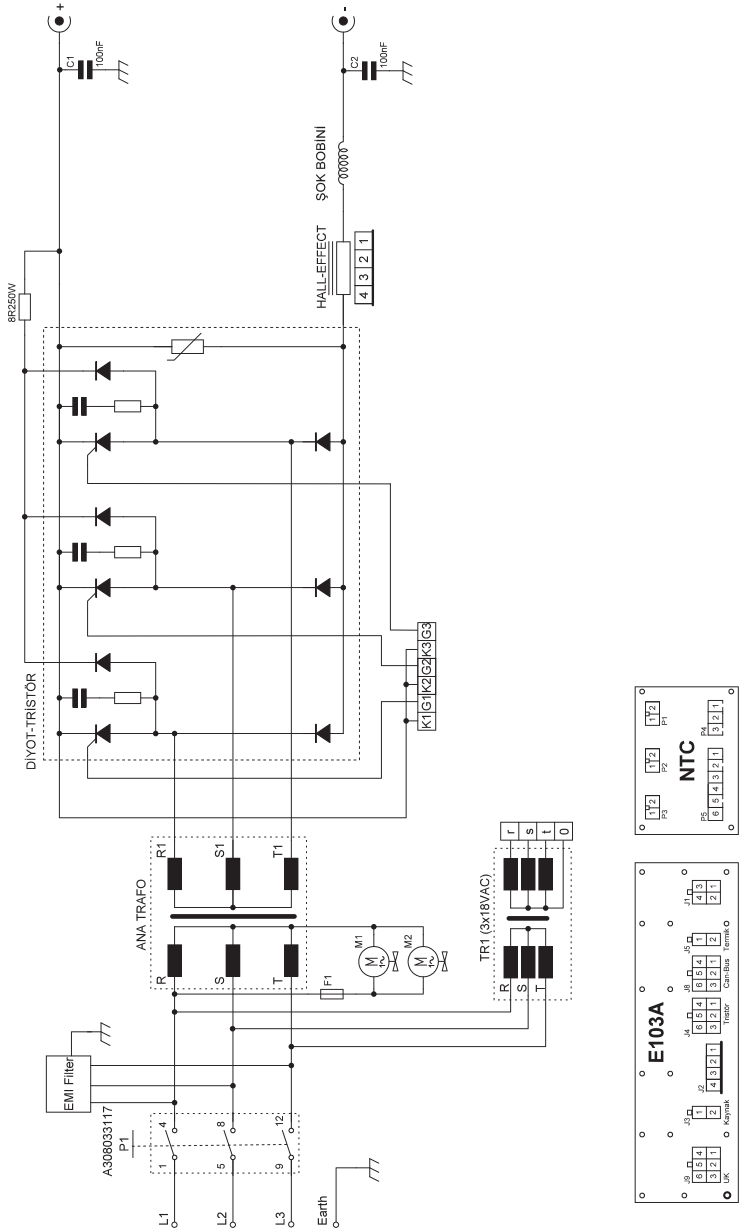 +
-
C1
100nF
C2
100nF
ŞOK BOBİNİ
HALL-EFFECT
4 3 2 1
8R250W
DİYOT-TRİSTÖR
K1 G1 K2 G2 K3 G3
ANA TRAFO
R1
S1
T1
R
S
T
F1
M1
M
1~
M2
M
1~
TR1 (3x18VAC)
R
S
T
r
s
t
0
EMI Filter
A308033117
P1
1 4
5 8
9 12
L1
L2
L3
Earth
NTC
P3
1 2
P2
1 2
P1
1 2
P5
6 5 4 3 2 1
P4
3 2 1
E103A
J9
6 5 4
3 2 1
UK
J3
1 2
Kaynak
J2
4 3 2 1
J4
6 5 4
3 2 1
Tristör
J8
6 5 4
3 2 1
Can-Bus
J5
1 2
Termik
J1
4 3
2 1